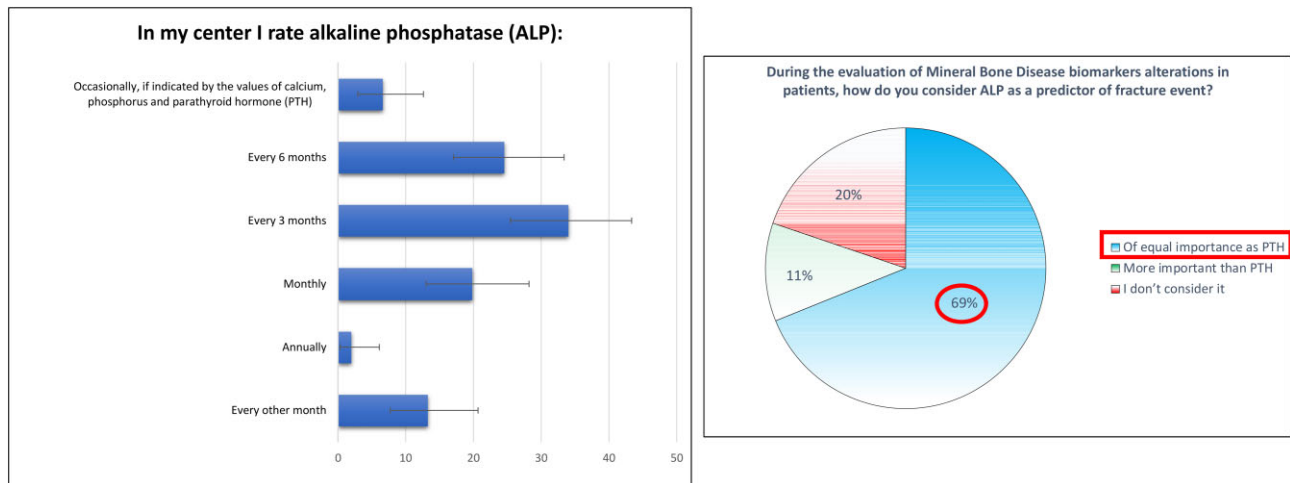 In my center I rate alkaline phosphatase (ALP):
Occasionally, if indicated by the values of calcium,
phosphorus and parathyroid hormone (PTH)
Every 6 months
Every 3 months
Monthly
Annually
Every other month
0 10 20 30 40 50
During the evaluation of Mineral Bone Disease biomarkers alterations in
patients, how do you consider ALP as a predictor of fracture event?
20%
11%
69%
Of equal importance as PTH
More important than PTH
I don't consider it